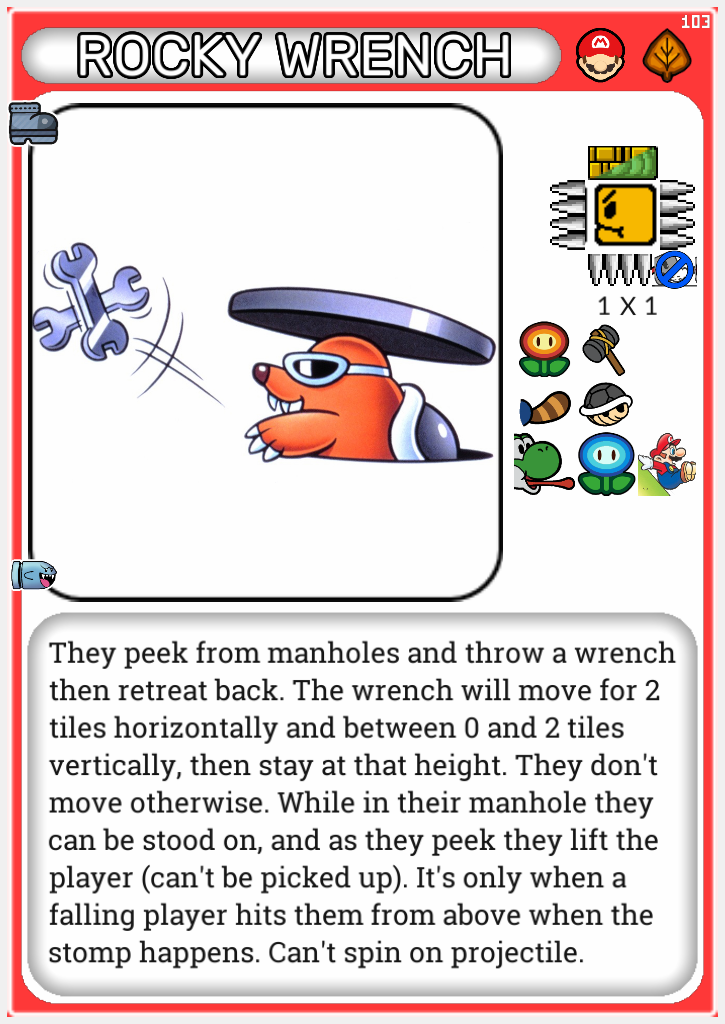 103
ROCKY WRENCH
1 X 1
They peek from manholes and throw a wrench
then retreat back. The wrench will move for 2
tiles horizontally and between 0 and 2 tiles
vertically, then stay at that height. They don't
move otherwise. While in their manhole they
can be stood on, and as they peek they lift the
player (can't be picked up). It's only when a
falling player hits them from above when the
stomp happens. Can't spin on projectile.